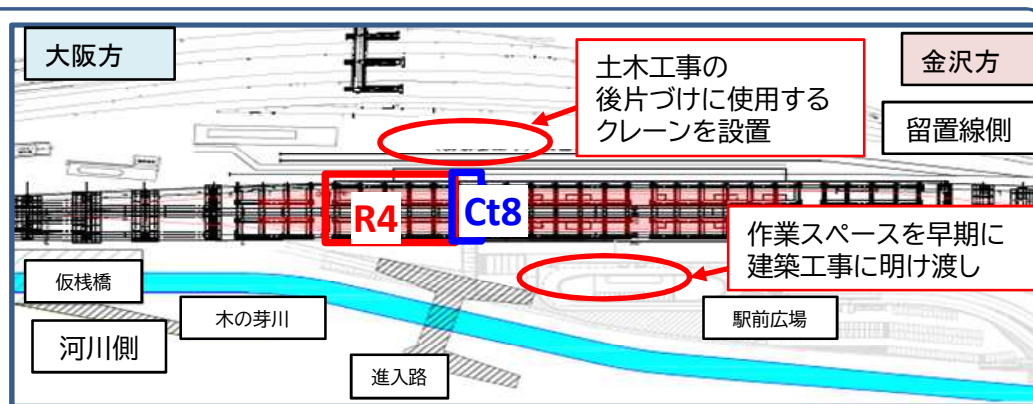 大阪方
土木工事の
後片づけに使用する
クレーンを設置
金沢方
留置線側
R4
Ct8
作業スペースを早期に
建築工事に明け渡し
仮桟橋
木の芽川
駅前広場
河川側
進入路